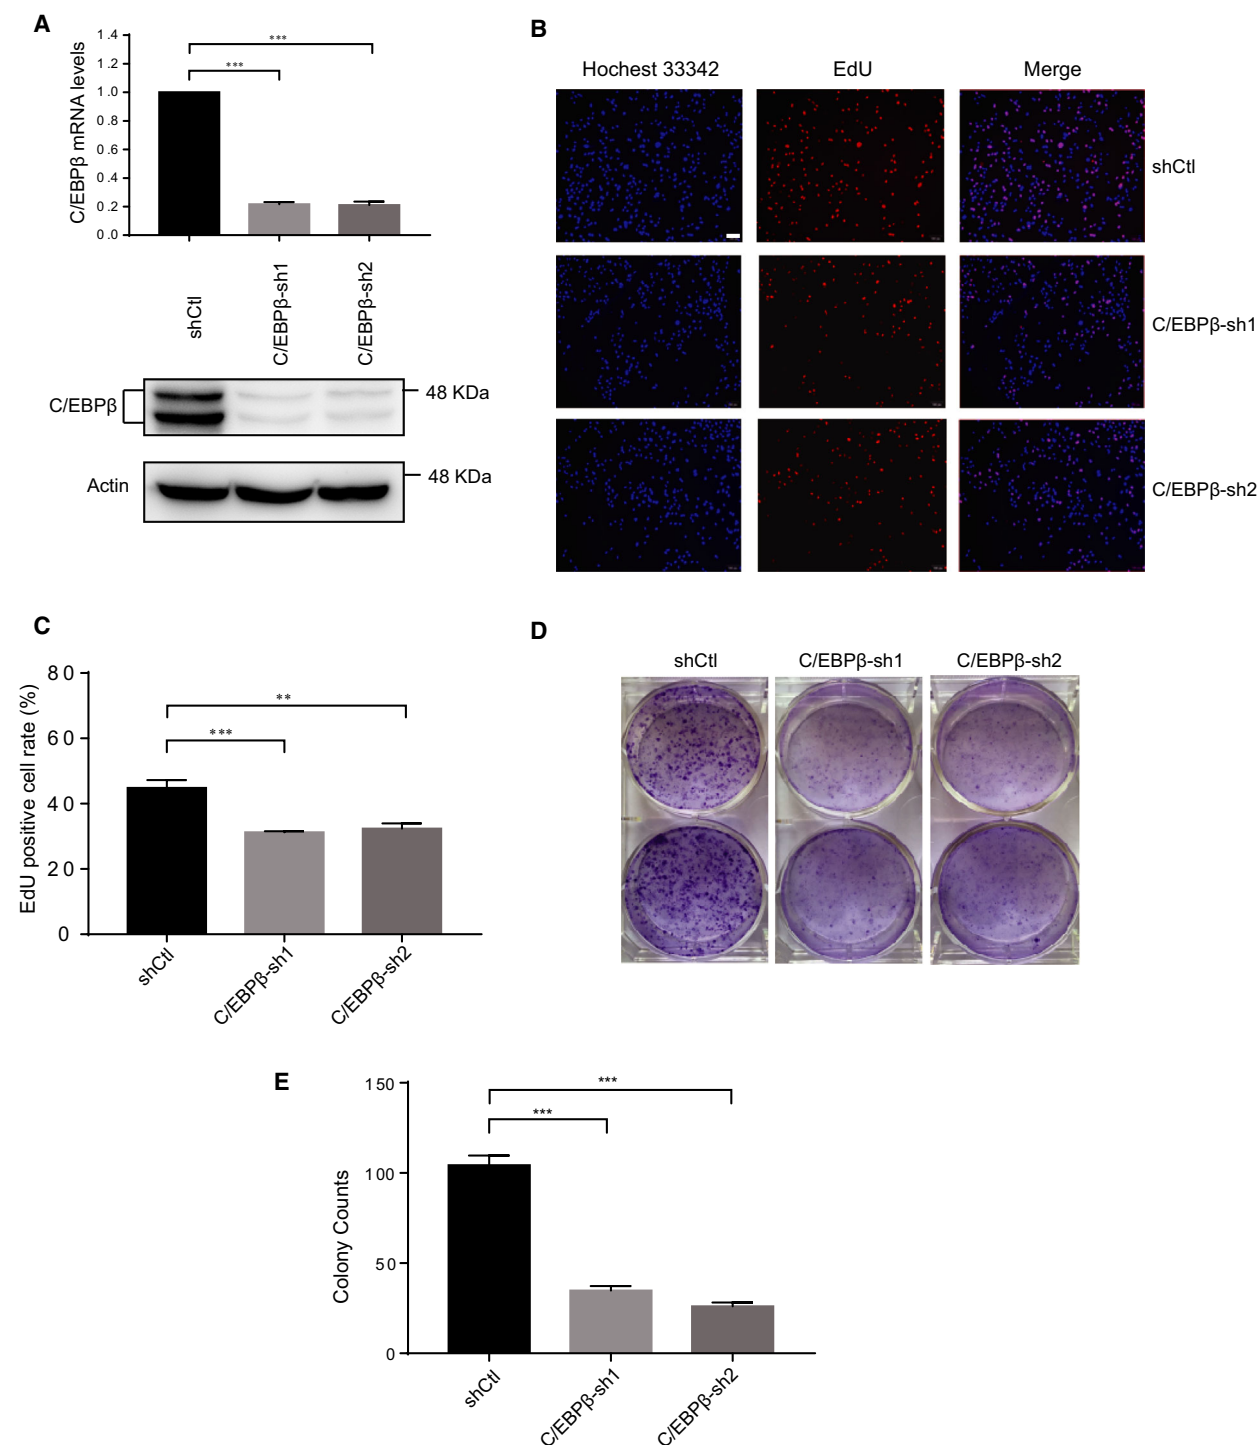 A
C/EBPβ mRNA levels
1.4
1.2
1.0
0.8
0.6
0.4
0.2
0.0
***
***
shCtl
C/EBPβ-sh1
C/EBPβ-sh2
C/EBPβ
48 KDa
Actin
48 KDa
B
Hochest 33342
EdU
Merge
shCtl
C/EBPβ-sh1
C/EBPβ-sh2
C
EdU positive cell rate (%)
80
60
40
20
0
**
***
shCtl
C/EBPβ-sh1
C/EBPβ-sh2
D
shCtl
C/EBPβ-sh1
C/EBPβ-sh2
E
Colony Counts
150
100
50
0
***
***
shCtl
C/EBPβ-sh1
C/EBPβ-sh2